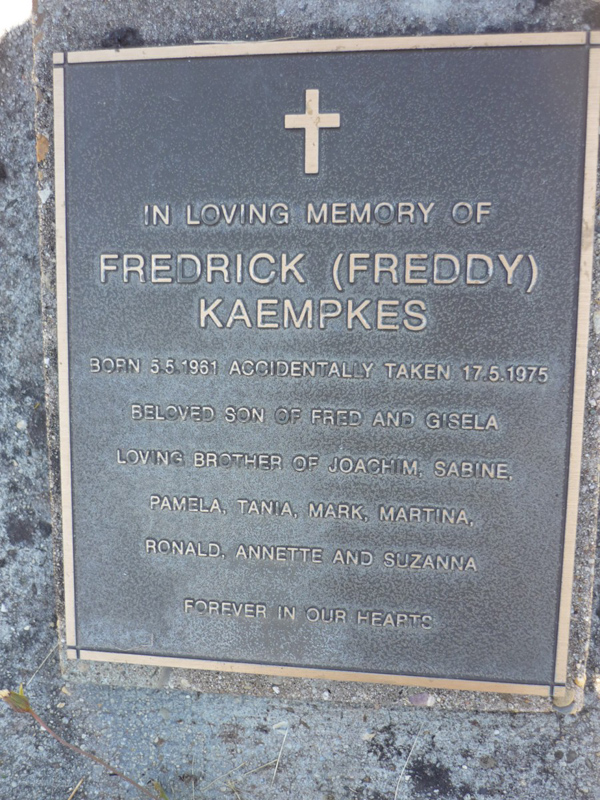 IN LOVING MEMORY OF
FREDRICK (FREDDY)
KAEMPKES
BORN 5.5.1961 ACCIDENTALLY TAKEN 17.5.1975
BELOVED SON OF FRED AND GISELA
LOVING BROTHER OF JOACHIM, SABINE,
PAMELA, TANIA, MARK, MARTINA,
RONALD, ANNETTE AND SUZANNA
FOREVER IN OUR HEARTS